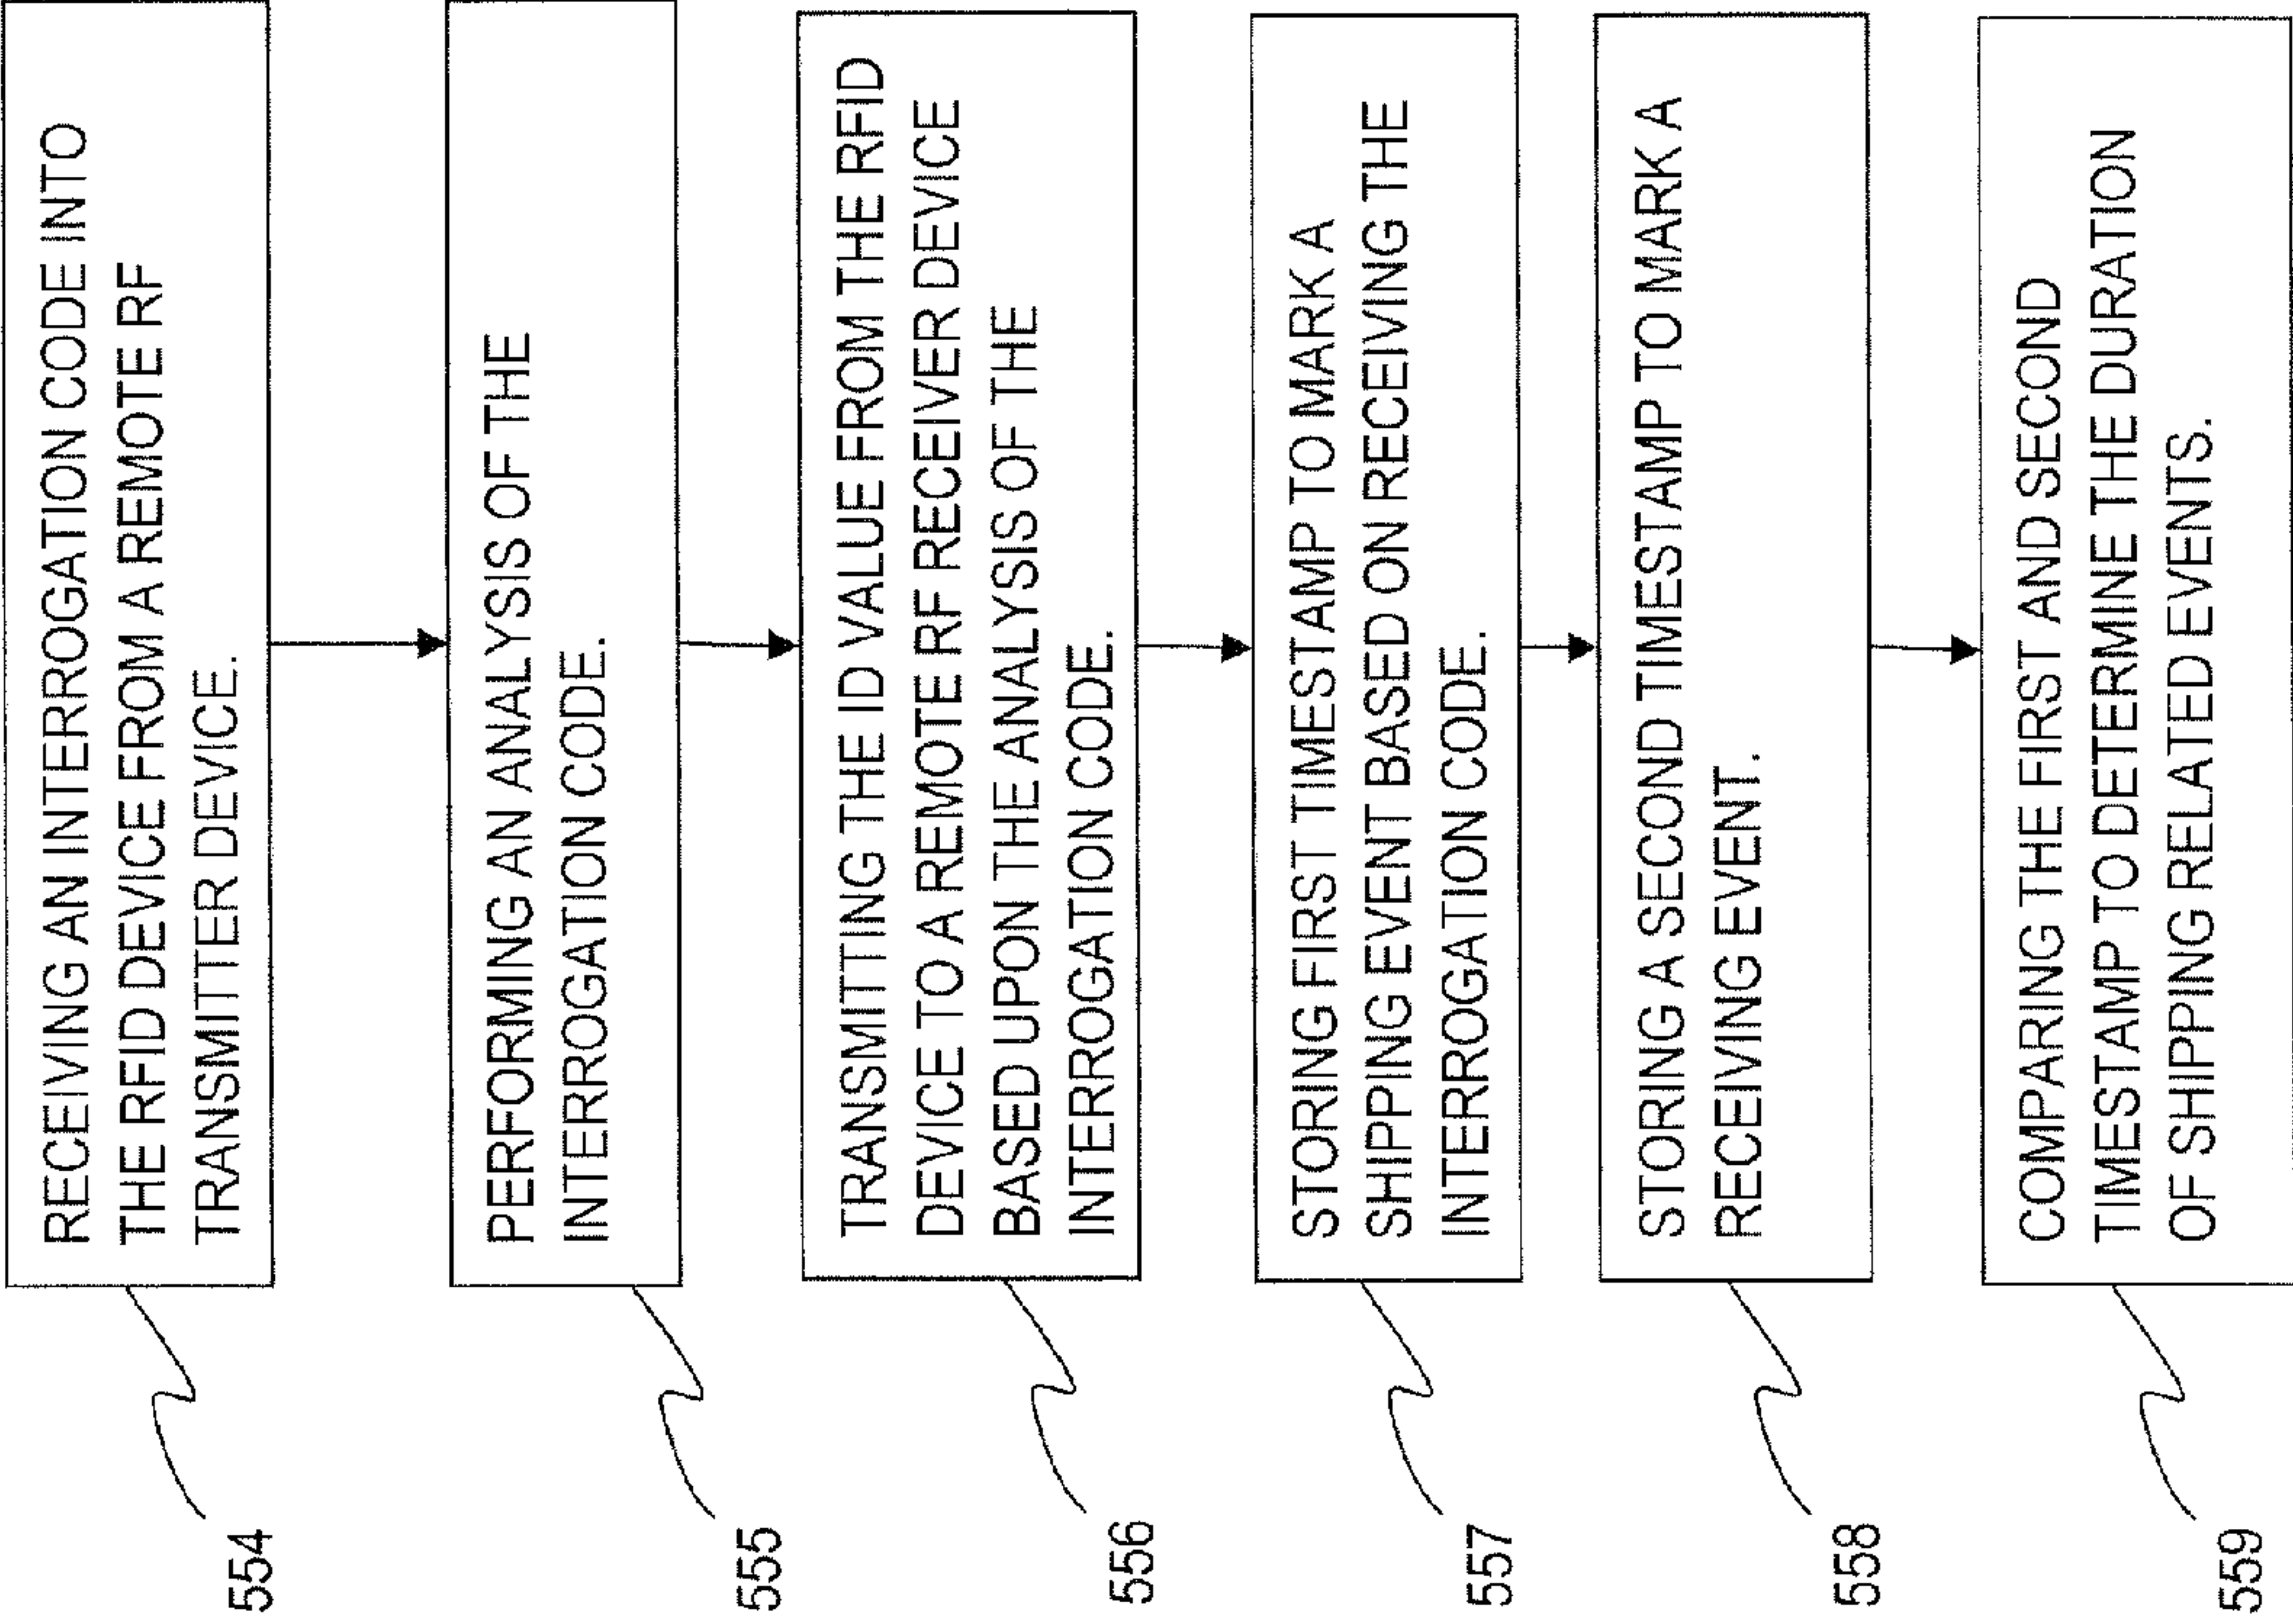 RECEIVING AN INTERROGATION CODE INTO
THE RFID DEVICE FROM A REMOTE RF
TRANSMITTER DEVICE.
554
PERFORMING AN ANALYSIS OF THE
INTERROGATION CODE.
555
TRANSMITTING THE ID VALUE FROM THE RFID
DEVICE TO A REMOTE RF RECEIVER DEVICE
BASED UPON THE ANALYSIS OF THE
INTERROGATION CODE.
556
STORING FIRST TIMESTAMP TO MARK A
SHIPPING EVENT BASED ON RECEIVING THE
INTERROGATION CODE.
557
STORING A SECOND TIMESTAMP TO MARK A
RECEIVING EVENT.
558
COMPARING THE FIRST AND SECOND
TIMESTAMP TO DETERMINE THE DURATION
OF SHIPPING RELATED EVENTS.
559